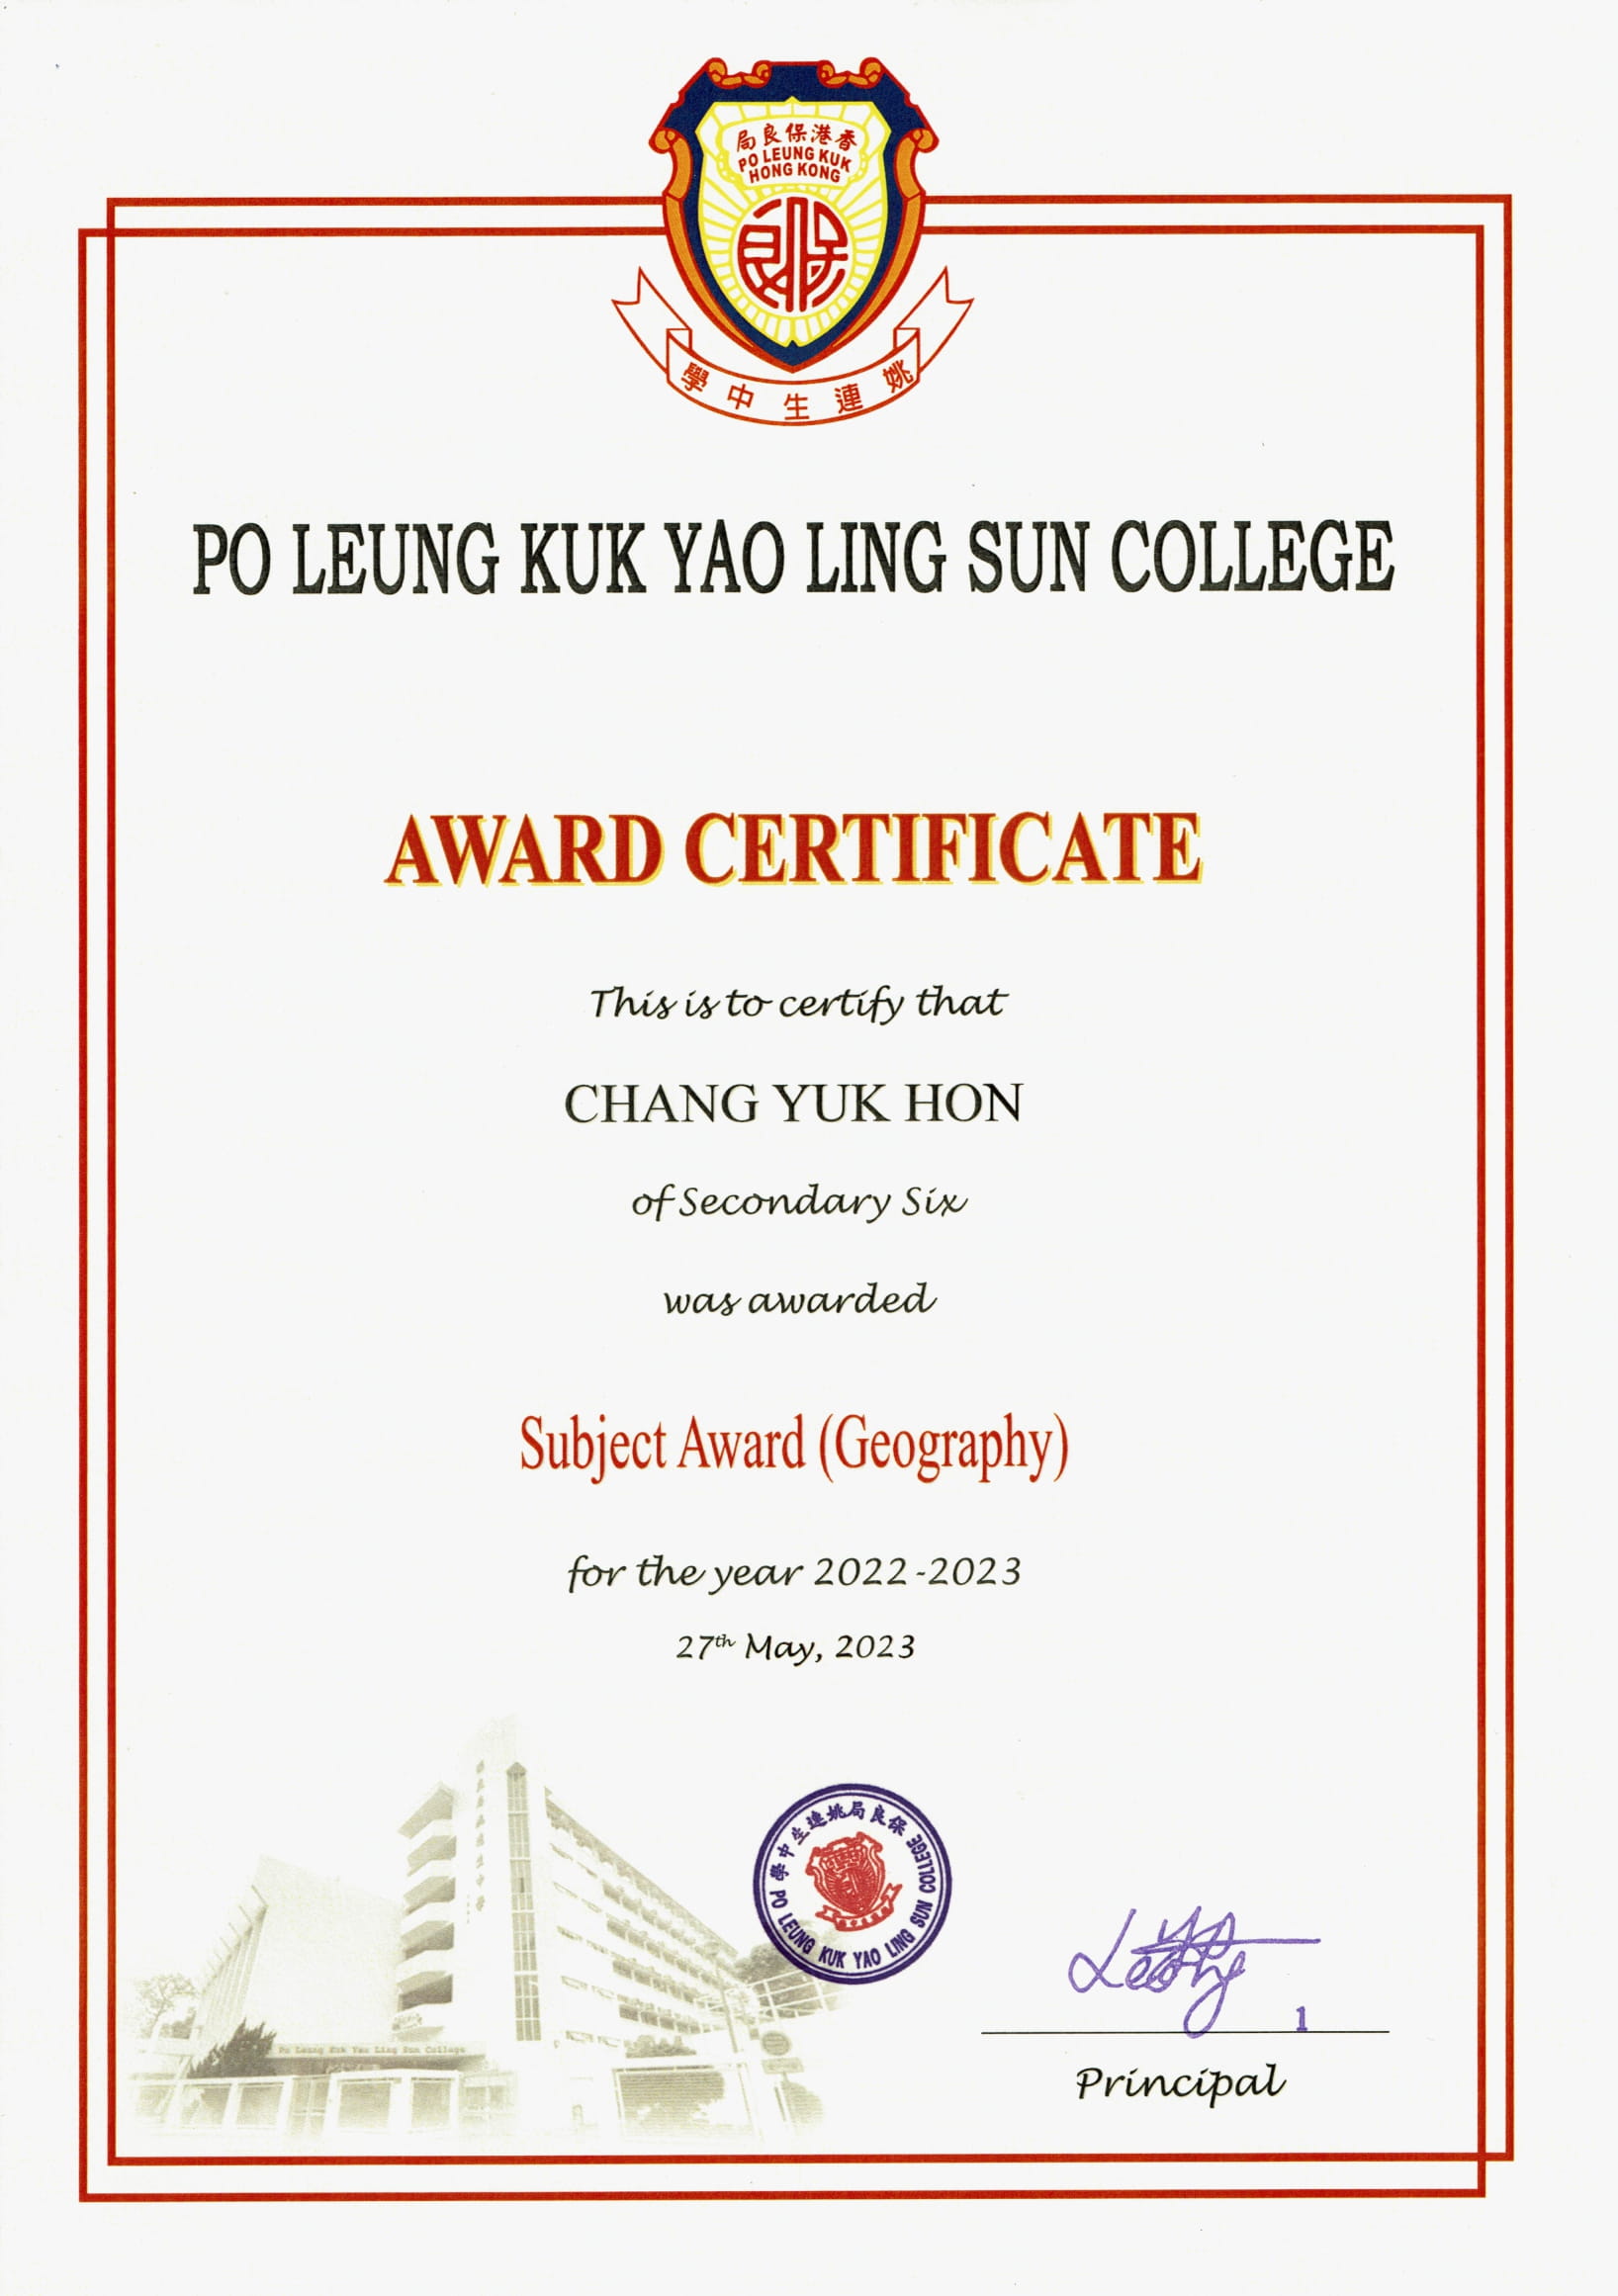 局良保港香
PO LEUNG KUK
HONG KONG
學中生連姚
PO LEUNG KUK YAO LING SUN COLLEGE
AWARD CERTIFICATE
This is to certify that
CHANG YUK HON
of Secondary Six
was awarded
Subject Award (Geography)
for the year 2022-2023
27th May, 2023
學中生連姚局良保
PO LEUNG KUK YAO LING SUN COLLEGE
Po Leung Kuk Yao Ling Sun College
1
Principal